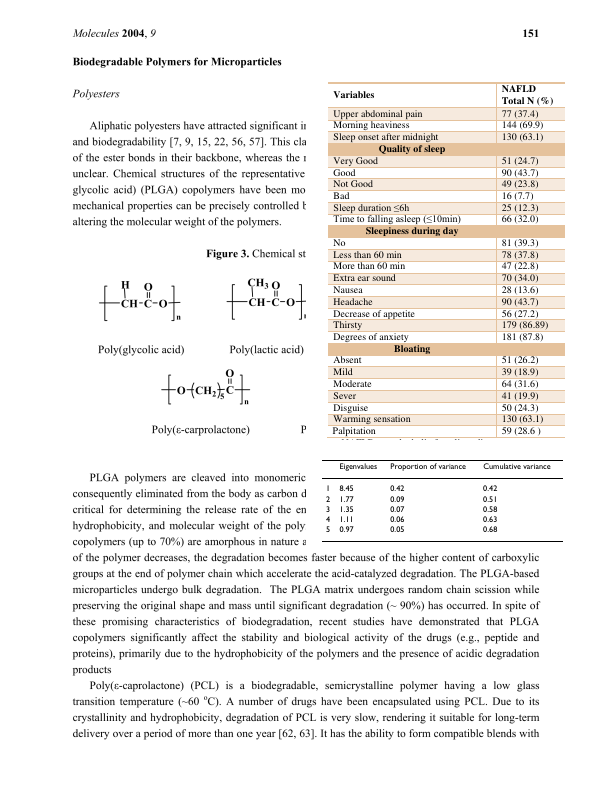 Molecules 2004, 9
151
Biodegradable Polymers for Microparticles
Polyesters
Aliphatic polyesters have attracted significant in
and biodegradability [7, 9, 15, 22, 56, 57]. This cla
of the ester bonds in their backbone, whereas the
unclear. Chemical structures of the representative
glycolic acid) (PLGA) copolymers have been mo
mechanical properties can be precisely controlled b
altering the molecular weight of the polymers.
Figure 3. Chemical st
H O
CH-C-O
n
CH3 O
CH-C-O
Poly(glycolic acid) Poly(lactic acid)
O
O-(CH2)5 C
n
Poly(ε-carprolactone) P
PLGA polymers are cleaved into monomeric
consequently eliminated from the body as carbon d
critical for determining the release rate of the en
hydrophobicity, and molecular weight of the poly
copolymers (up to 70%) are amorphous in nature a
Variables NAFLD
Total N (%)
Upper abdominal pain 77 (37.4)
Morning heaviness 144 (69.9)
Sleep onset after midnight 130 (63.1)
Quality of sleep
Very Good 51 (24.7)
Good 90 (43.7)
Not Good 49 (23.8)
Bad 16 (7.7)
Sleep duration ≤6h 25 (12.3)
Time to falling asleep (≤10min) 66 (32.0)
Sleepiness during day
No 81 (39.3)
Less than 60 min 78 (37.8)
More than 60 min 47 (22.8)
Extra ear sound 70 (34.0)
Nausea 28 (13.6)
Headache 90 (43.7)
Decrease of appetite 56 (27.2)
Thirsty 179 (86.89)
Degrees of anxiety 181 (87.8)
Bloating
Absent 51 (26.2)
Mild 39 (18.9)
Moderate 64 (31.6)
Sever 41 (19.9)
Disguise 50 (24.3)
Warming sensation 130 (63.1)
Palpitation 59 (28.6 )
Eigenvalues Proportion of variance Cumulative variance
1 8.45 0.42 0.42
2 1.77 0.09 0.51
3 1.35 0.07 0.58
4 1.11 0.06 0.63
5 0.97 0.05 0.68
of the polymer decreases, the degradation becomes faster because of the higher content of carboxylic
groups at the end of polymer chain which accelerate the acid-catalyzed degradation. The PLGA-based
microparticles undergo bulk degradation. The PLGA matrix undergoes random chain scission while
preserving the original shape and mass until significant degradation (~ 90%) has occurred. In spite of
these promising characteristics of biodegradation, recent studies have demonstrated that PLGA
copolymers significantly affect the stability and biological activity of the drugs (e.g., peptide and
proteins), primarily due to the hydrophobicity of the polymers and the presence of acidic degradation
products
Poly(ε-caprolactone) (PCL) is a biodegradable, semicrystalline polymer having a low glass
transition temperature (~60 °C). A number of drugs have been encapsulated using PCL. Due to its
crystallinity and hydrophobicity, degradation of PCL is very slow, rendering it suitable for long-term
delivery over a period of more than one year [62, 63]. It has the ability to form compatible blends with